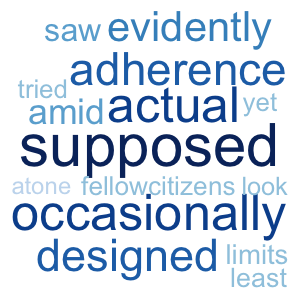 saw evidently
adherence
tried
amid actual yet
supposed
atone fellowcitizens look
occasionally
designed limits
least